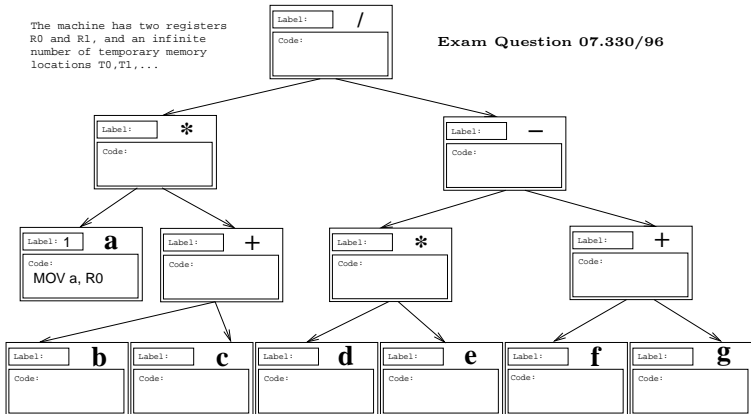 The machine has two registers
R0 and R1, and an infinite
number of temporary memory
locations T0,T1,...
Label: /
Code:
Exam Question 07.330/96
Label: *
Code:
Label: −
Code:
Label: 1 a
Code:
MOV a, R0
Label: +
Code:
Label: *
Code:
Label: +
Code:
Label: b
Code:
Label: c
Code:
Label: d
Code:
Label: e
Code:
Label: f
Code:
Label: g
Code: